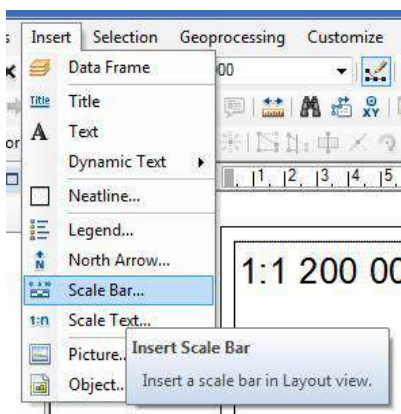 Insert Selection Geoprocessing Customize
Data Frame
Title Title
A Text
Dynamic Text
Neatline...
Legend...
N North Arrow...
Scale Bar...
1:n Scale Text...
Picture..
Object..
Insert Scale Bar
Insert a scale bar in Layout view.
00
XY
1 2 3 4 5
1:1 200 00